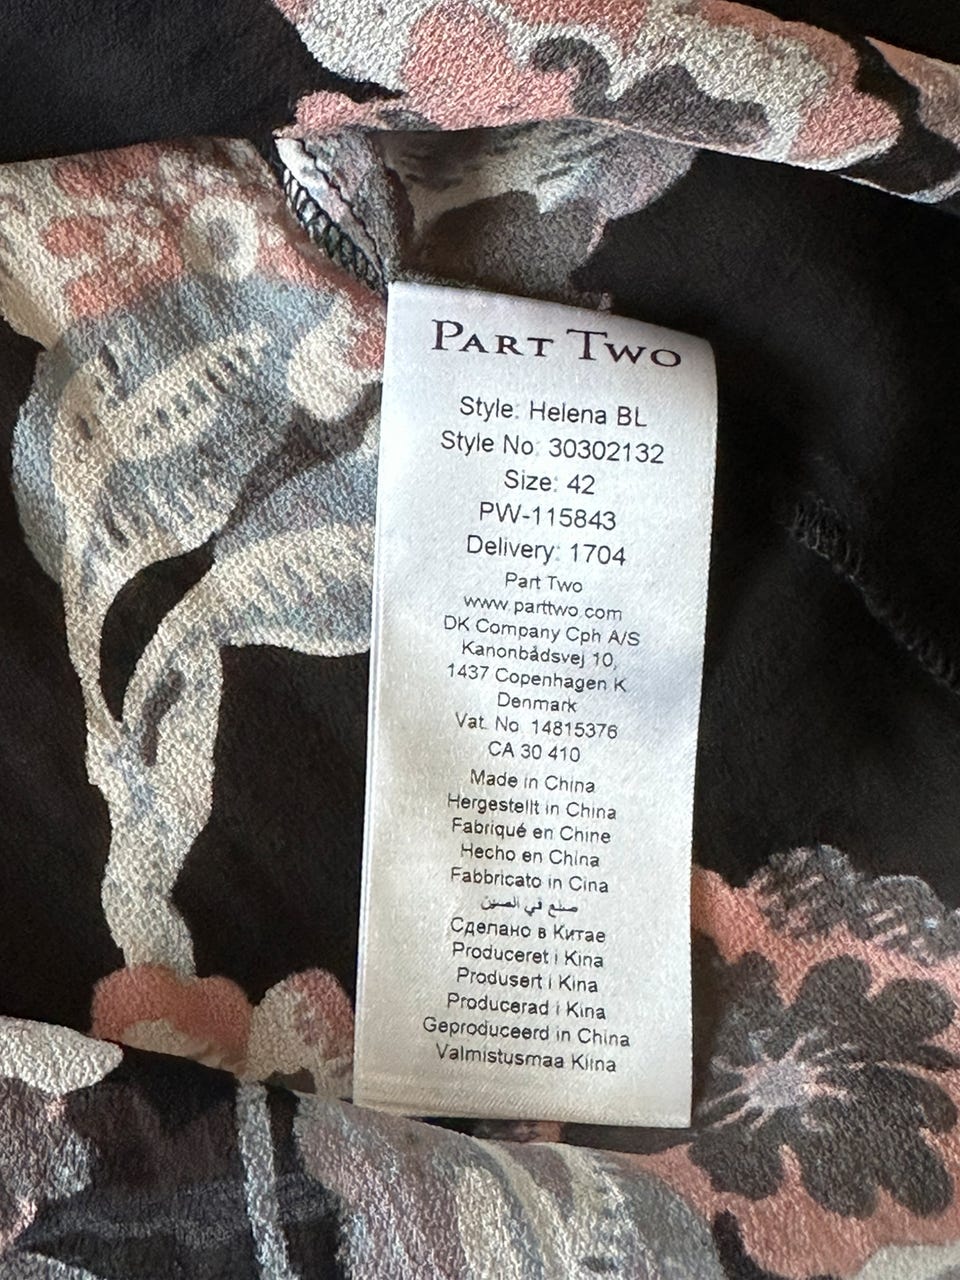 PART TWO
Style: Helena BL
Style No: 30302132
Size: 42
PW-115843
Delivery: 1704
Part Two
www.parttwo.com
DK Company Cph A/S
Kanonbådsvej 10,
1437 Copenhagen K
Denmark
Vat. No. 14815376
CA 30 410
Made in China
Hergestellt in China
Fabriqué en Chine
Hecho en China
Fabbricato in Cina
صنع في الصين
Сделано в Китае
Produceret i Kina
Produsert i Kina
Producerad i Kina
Geproduceerd in China
Valmistusmaa Kiina